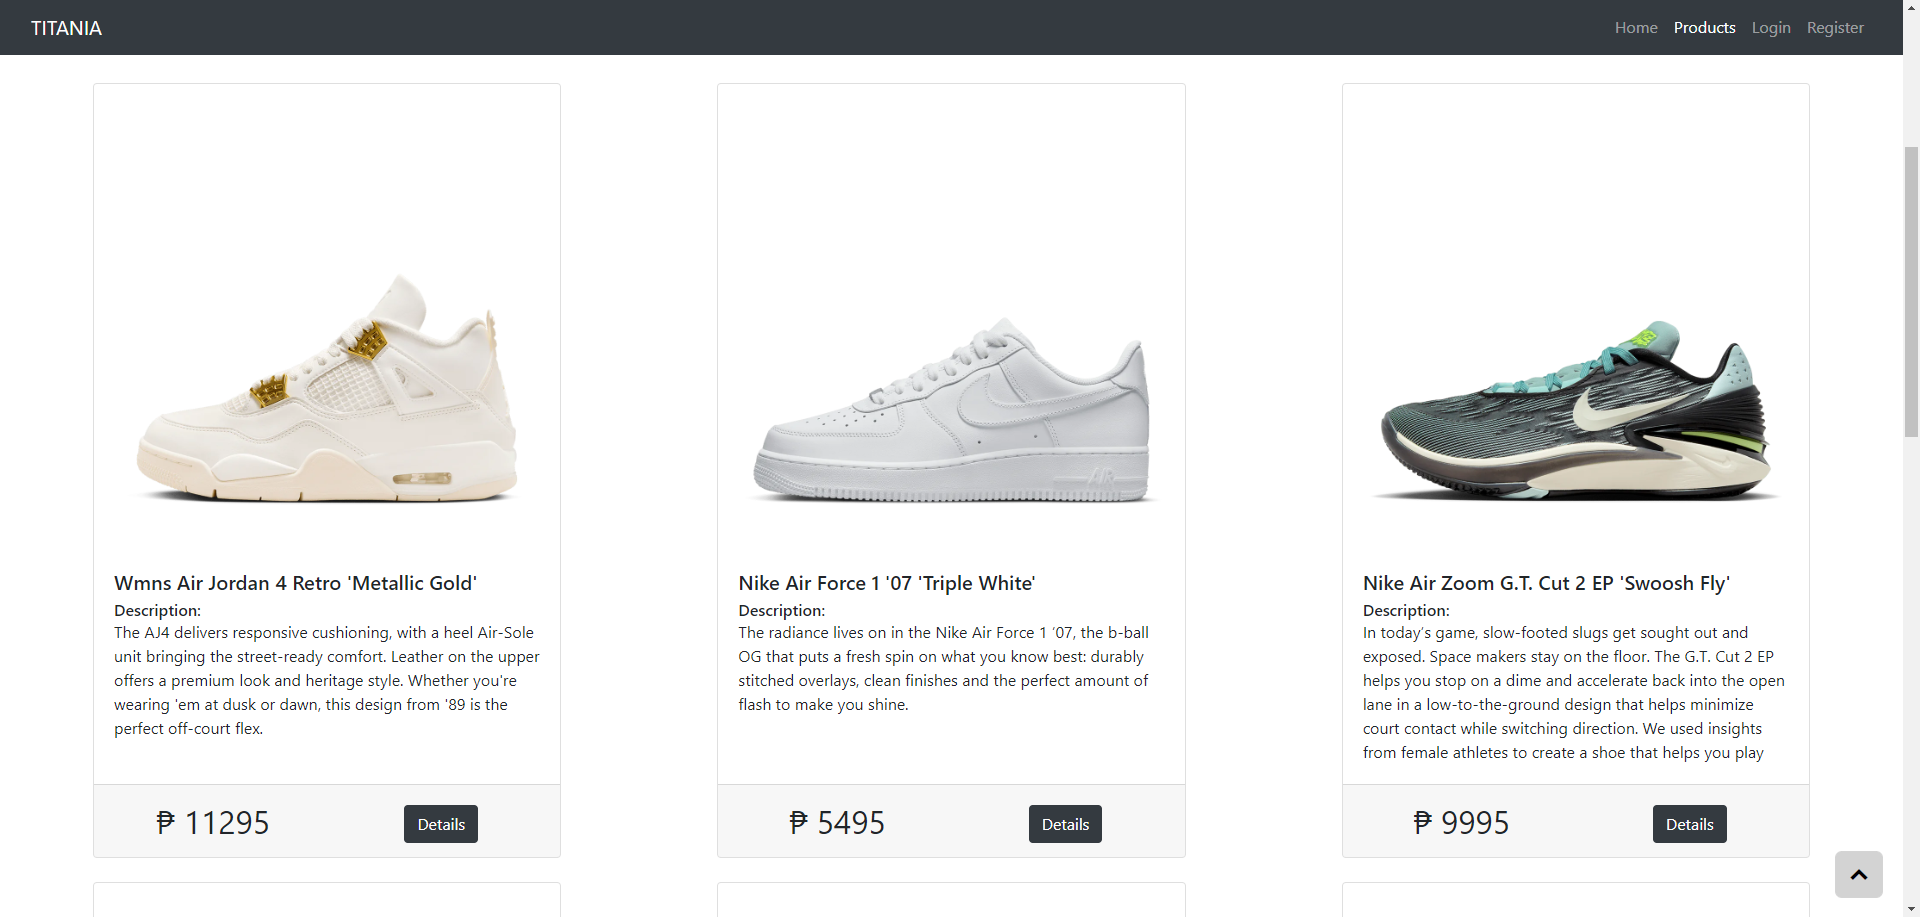 TITANIA
Home Products Login Register
Wmns Air Jordan 4 Retro 'Metallic Gold'
Description:
The AJ4 delivers responsive cushioning, with a heel Air-Sole
unit bringing the street-ready comfort. Leather on the upper
offers a premium look and heritage style. Whether you're
wearing 'em at dusk or dawn, this design from '89 is the
perfect off-court flex.
₱ 11295
Details
AIR
Nike Air Force 1 '07 'Triple White'
Description:
The radiance lives on in the Nike Air Force 1 ’07, the b-ball
OG that puts a fresh spin on what you know best: durably
stitched overlays, clean finishes and the perfect amount of
flash to make you shine.
₱ 5495
Details
Nike Air Zoom G.T. Cut 2 EP 'Swoosh Fly'
Description:
In today’s game, slow-footed slugs get sought out and
exposed. Space makers stay on the floor. The G.T. Cut 2 EP
helps you stop on a dime and accelerate back into the open
lane in a low-to-the-ground design that helps minimize
court contact while switching direction. We used insights
from female athletes to create a shoe that helps you play
₱ 9995
Details